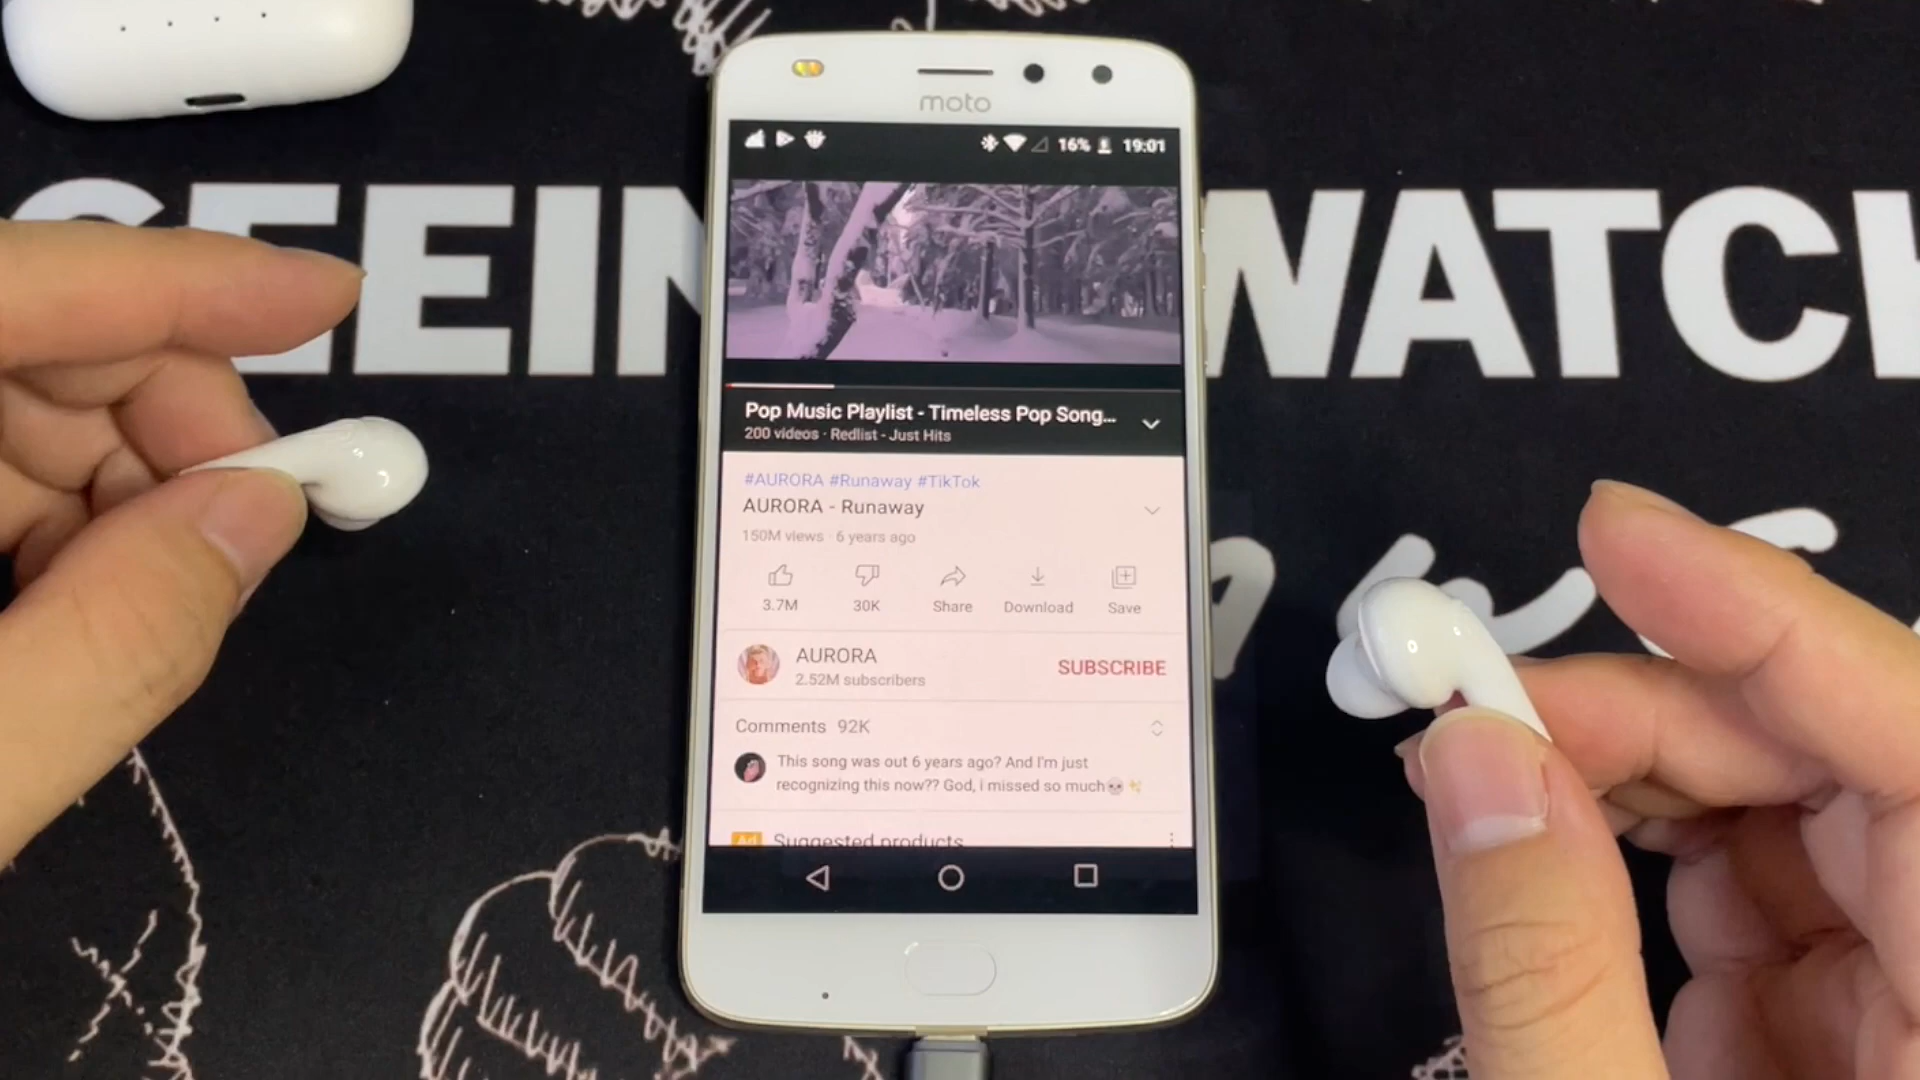 moto
16% 19:01
SEEIN WATCH
Pop Music Playlist - Timeless Pop Song...
200 videos · Redlist - Just Hits
#AURORA #Runaway #TikTok
AURORA - Runaway
150M views · 6 years ago
3.7M 30K Share Download Save
AURORA
2.52M subscribers
SUBSCRIBE
Comments 92K
This song was out 6 years ago? And I'm just
recognizing this now?? God, i missed so much💀✨
Ad Suggested products